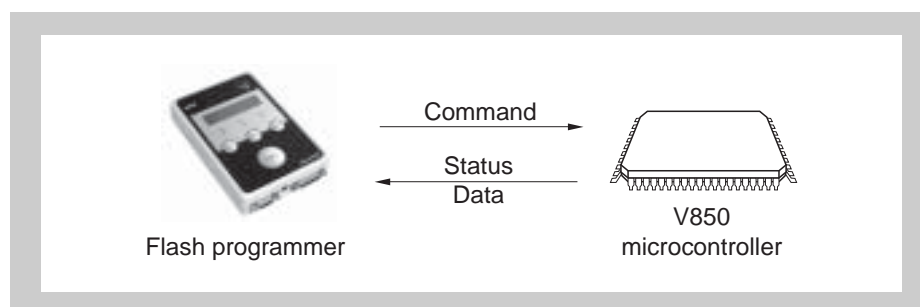 Command
Status
Data
Flash programmer
V850
microcontroller